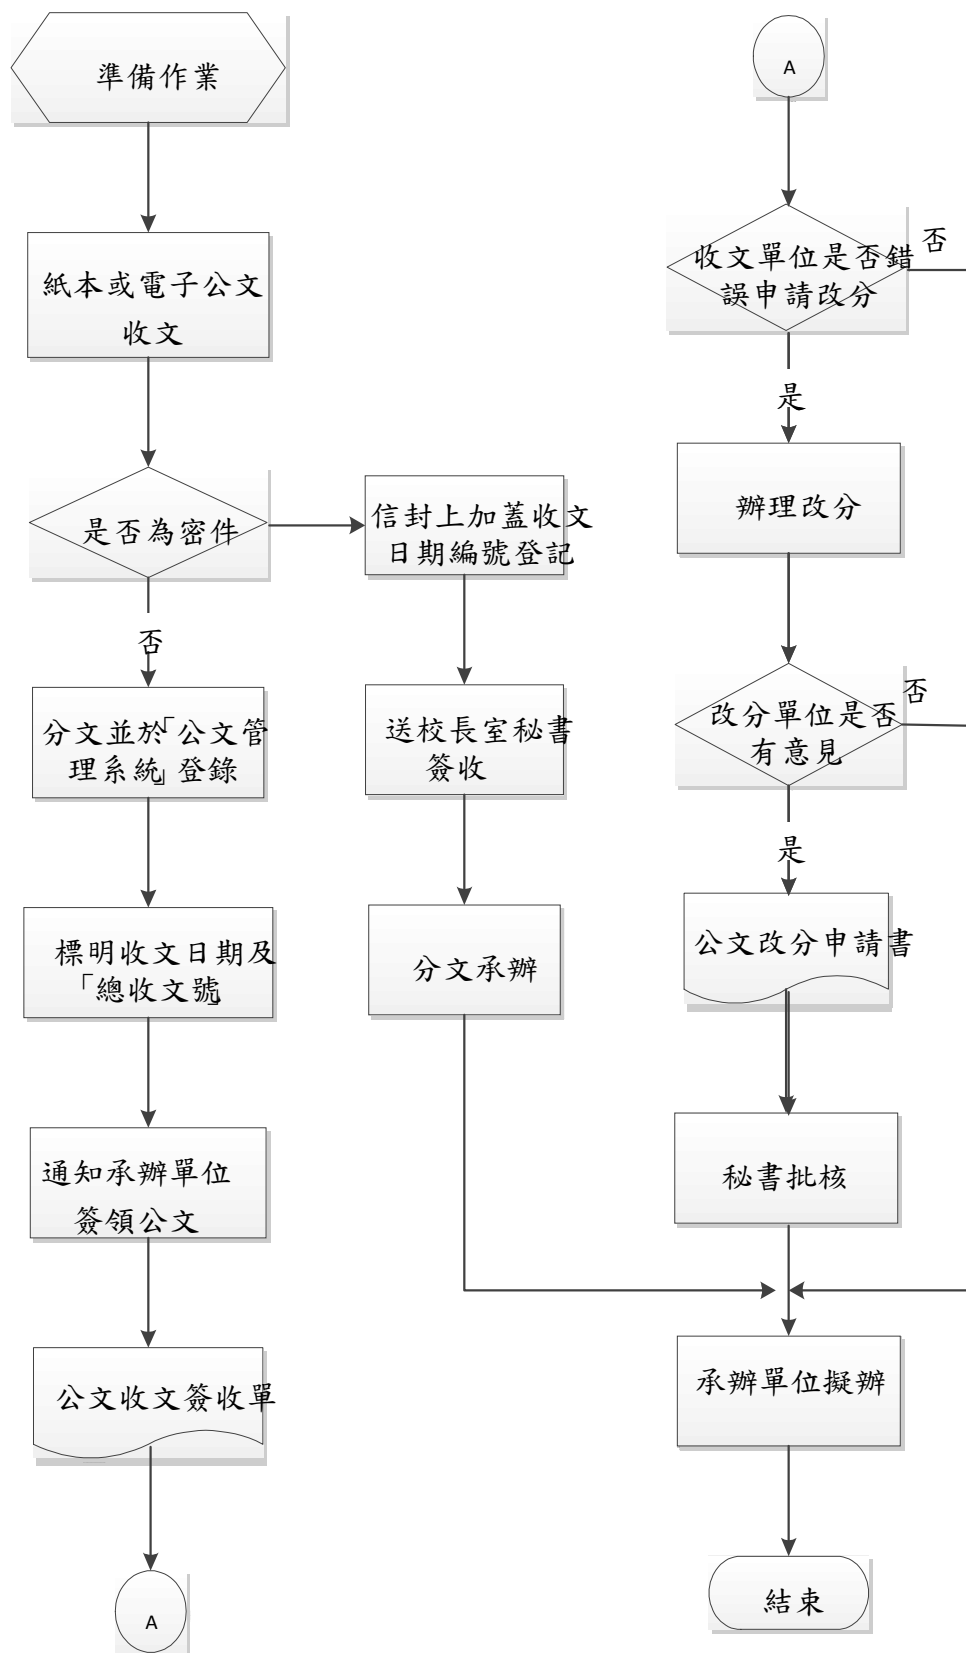 準備作業
紙本或電子公文
收文
是否為密件
否
分文並於「公文管
理系統」登錄
標明收文日期及
「總收文號」
通知承辦單位
簽領公文
公文收文簽收單
A
信封上加蓋收文
日期編號登記
送校長室秘書
簽收
分文承辦
A
收文單位是否錯
誤申請改分
否
是
辦理改分
改分單位是否
有意見
否
是
公文改分申請書
秘書批核
承辦單位擬辦
結束